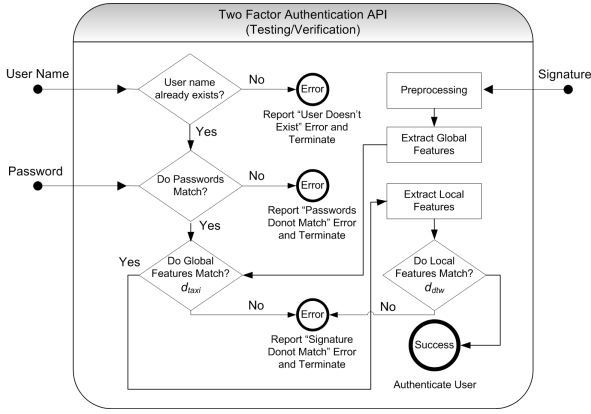 Two Factor Authentication API
(Testing/Verification)
User Name
Signature
User name
already exists?
No
Error
Report “User Doesn’t
Exist” Error and
Terminate
Yes
Preprocessing
Extract Global
Features
Password
Do Passwords
Match?
No
Error
Report “Passwords
Donot Match” Error
and Terminate
Yes
Extract Local
Features
Yes
Do Global
Features Match?
dtaxi
No
Error
Report “Signature
Donot Match” Error
and Terminate
Do Local
Features Match?
ddtw
No
Success
Authenticate User